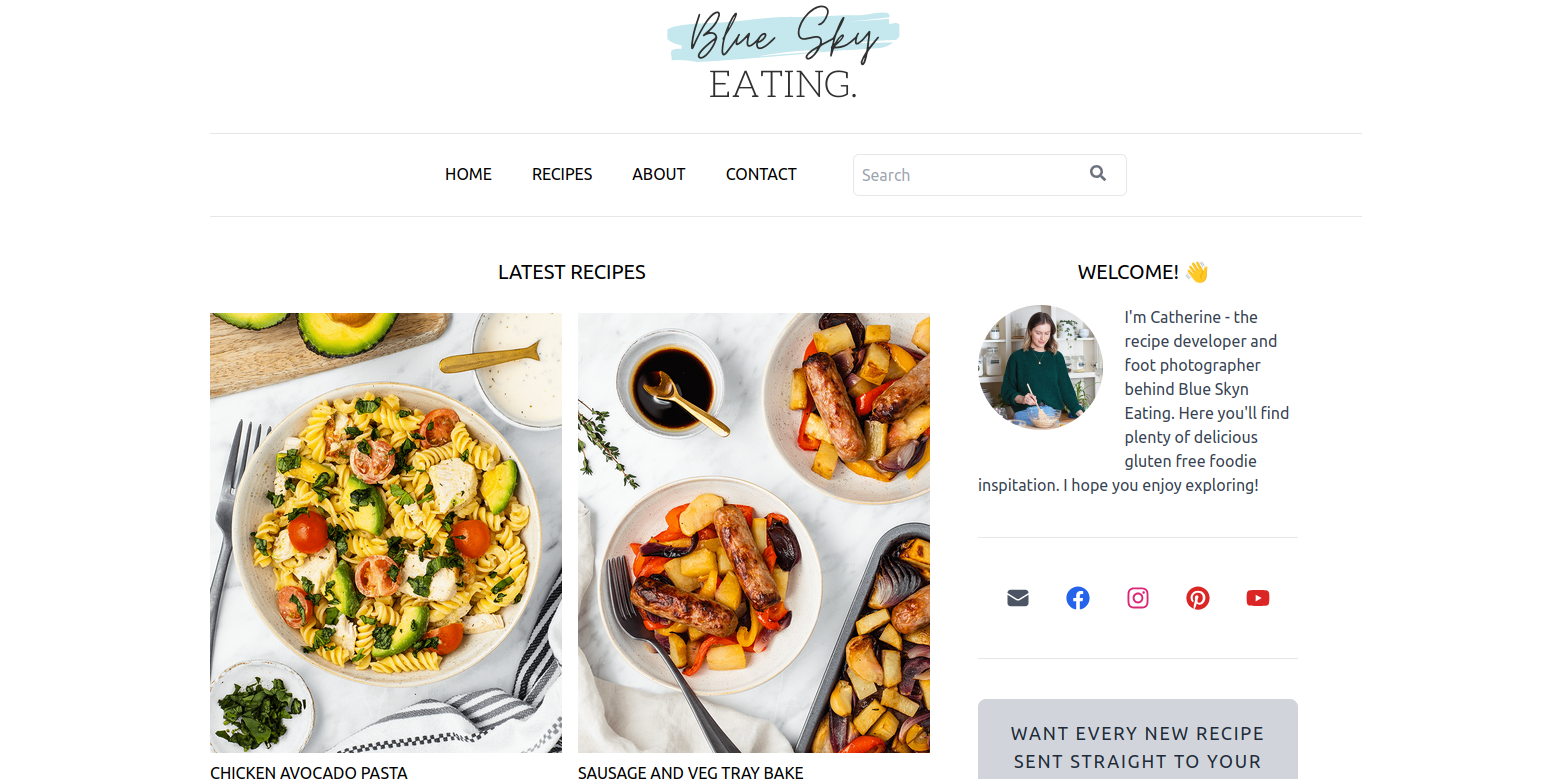 Blue Sky
EATING.
HOME RECIPES ABOUT CONTACT Search
LATEST RECIPES
CHICKEN AVOCADO PASTA
SAUSAGE AND VEG TRAY BAKE
WELCOME! 👋
I'm Catherine - the
recipe developer and
foot photographer
behind Blue Skyn
Eating. Here you'll find
plenty of delicious
gluten free foodie
inspitation. I hope you enjoy exploring!
WANT EVERY NEW RECIPE
SENT STRAIGHT TO YOUR